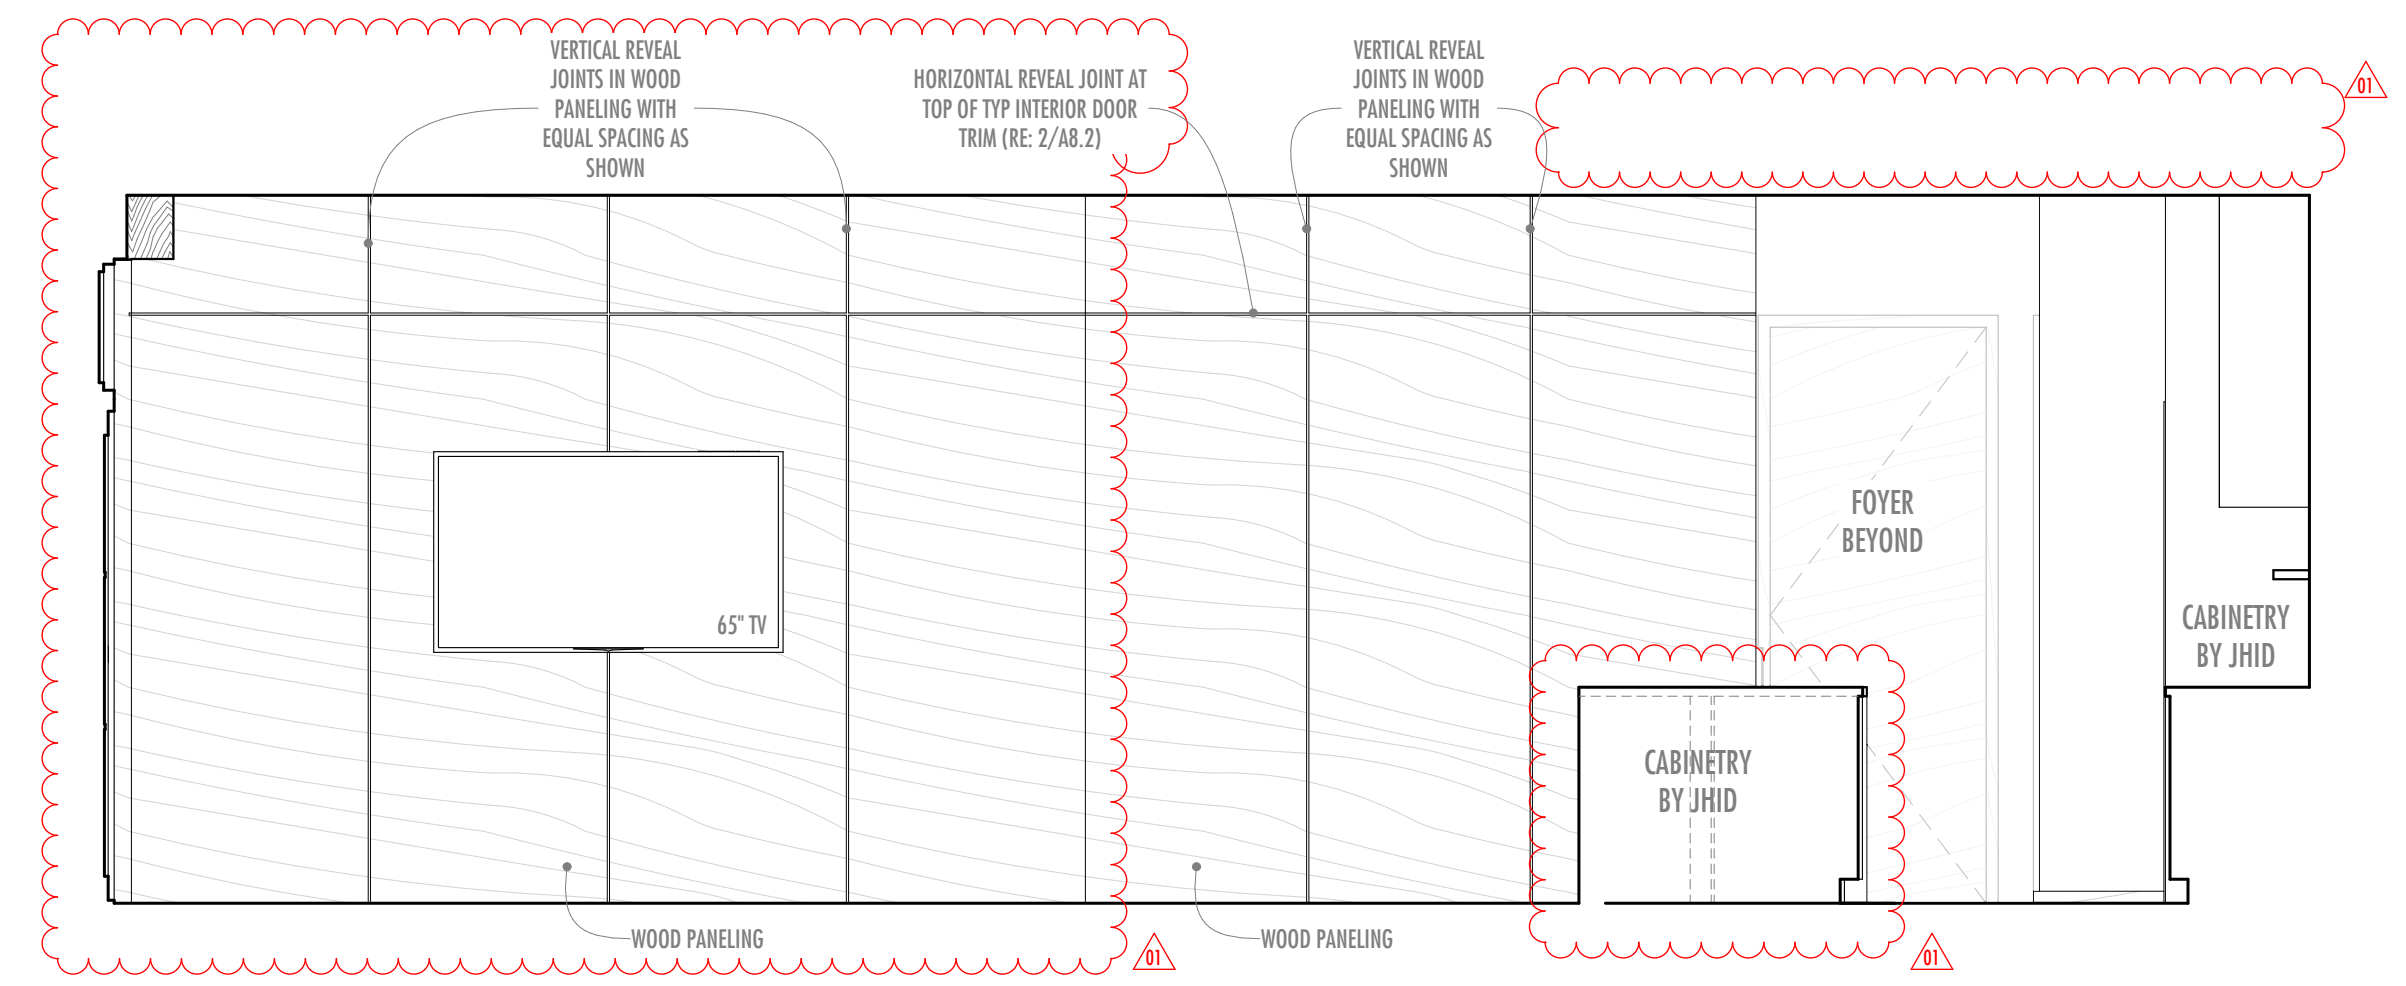 VERTICAL REVEAL
JOINTS IN WOOD
PANELING WITH
EQUAL SPACING AS
SHOWN
HORIZONTAL REVEAL JOINT AT
TOP OF TYP INTERIOR DOOR
TRIM (RE: 2/A8.2)
VERTICAL REVEAL
JOINTS IN WOOD
PANELING WITH
EQUAL SPACING AS
SHOWN
01
FOYER
BEYOND
65" TV
CABINETRY
BY JHID
CABINETRY
BY JHID
WOOD PANELING
01
WOOD PANELING
01